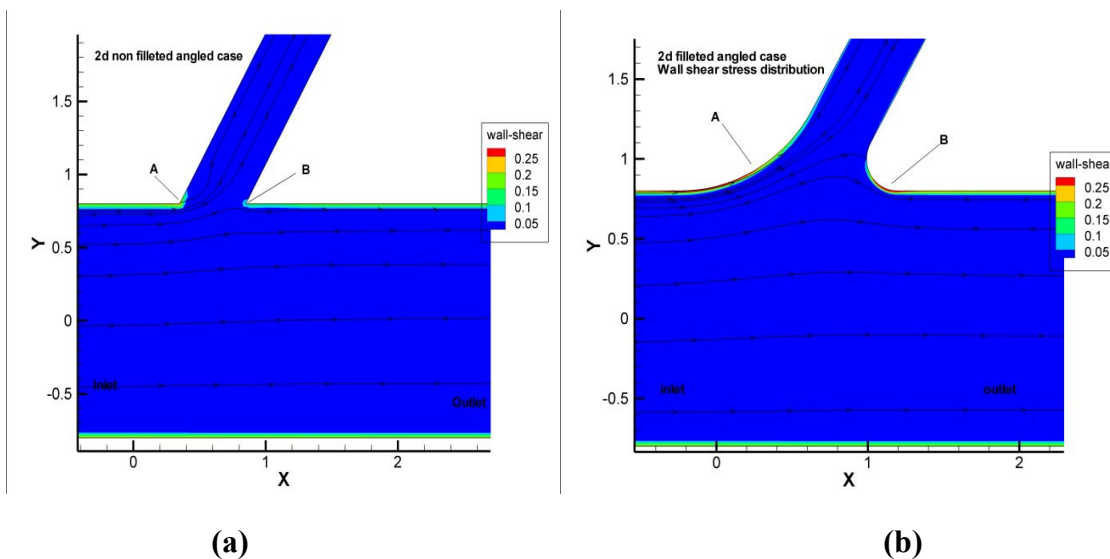 2d non filleted angled case
A
B
wall-shear
0.25
0.2
0.15
0.1
0.05
1.5
1
0.5
0
-0.5
Y
Inlet
Outlet
0
1
2
X
(a)
2d filleted angled case
Wall shear stress distribution
A
B
wall-shear
0.25
0.2
0.15
0.1
0.05
1.5
1
0.5
0
-0.5
Y
inlet
outlet
0
1
2
X
(b)